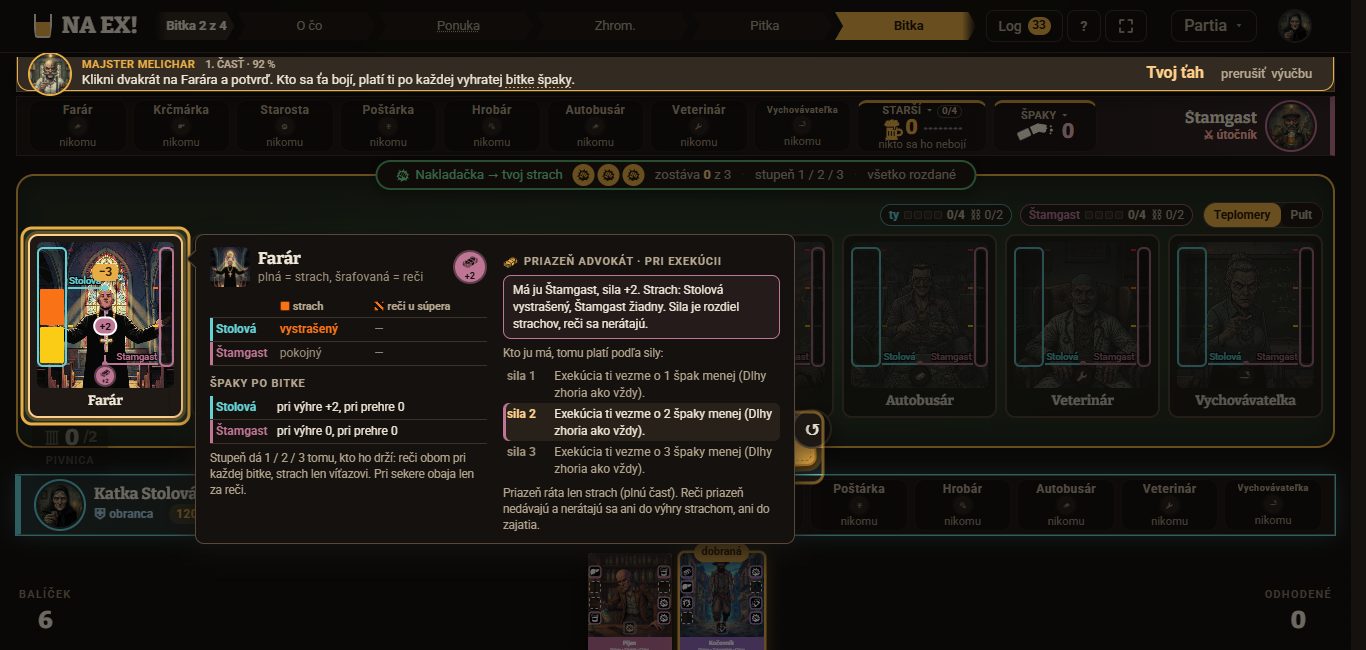 NA EX!
Bitka 2 z 4
O čo
Ponuka
Zhrom.
Pitka
Bitka
Log 33
?
Partia
MAJSTER MELICHAR 1. ČASŤ · 92 %
Klikni dvakrát na Farára a potvrď. Kto sa ťa bojí, platí ti po každej vyhratej bitke špaky.
Tvoj ťah
prerušiť výučbu
Farár
nikomu
Krčmárka
nikomu
Starosta
nikomu
Poštárka
nikomu
Hrobár
nikomu
Autobusár
nikomu
Veterinár
nikomu
Vychovávateľka
nikomu
STARŠÍ 0/4
0
nikto sa ho nebojí
ŠPAKY
0
Štamgast
útočník
Nakladačka → tvoj strach
zostáva 0 z 3 · stupeň 1 / 2 / 3 · všetko rozdané
ty 0/4 0/2
Štamgast 0/4 0/2
Teplomery
Pult
−3
Stolová
+2
Štamgast
+2
Farár
Farár
plná = strach, šrafovaná = reči
+2
strach
reči u súpera
Stolová vystrašený —
Štamgast pokojný —
ŠPAKY PO BITKE
Stolová pri výhre +2, pri prehre 0
Štamgast pri výhre 0, pri prehre 0
Stupeň dá 1 / 2 / 3 tomu, kto ho drží: reči obom pri
každej bitke, strach len víťazovi. Pri sekere obaja len
za reči.
PRIAZEŇ ADVOKÁT · PRI EXEKÚCII
Má ju Štamgast, sila +2. Strach: Stolová
vystrašený, Štamgast žiadny. Sila je rozdiel
strachov, reči sa nerátajú.
Kto ju má, tomu platí podľa sily:
sila 1 Exekúcia ti vezme o 1 špak menej (Dlhy
zhoria ako vždy).
sila 2 Exekúcia ti vezme o 2 špaky menej (Dlhy
zhoria ako vždy).
sila 3 Exekúcia ti vezme o 3 špaky menej (Dlhy
zhoria ako vždy).
Priazeň ráta len strach (plnú časť). Reči priazeň
nedávajú a nerátajú sa ani do výhry strachom, ani do
zajatia.
Stolová Štamgast
Autobusár
Stolová Štamgast
Veterinár
Stolová Štamgast
Vychovávateľka
0 /2
PIVNICA
Katka Stolová
obranca
120
Poštárka
nikomu
Hrobár
nikomu
Autobusár
nikomu
Veterinár
nikomu
Vychovávateľka
nikomu
dobraná
BALÍČEK
6
ODHODENÉ
0